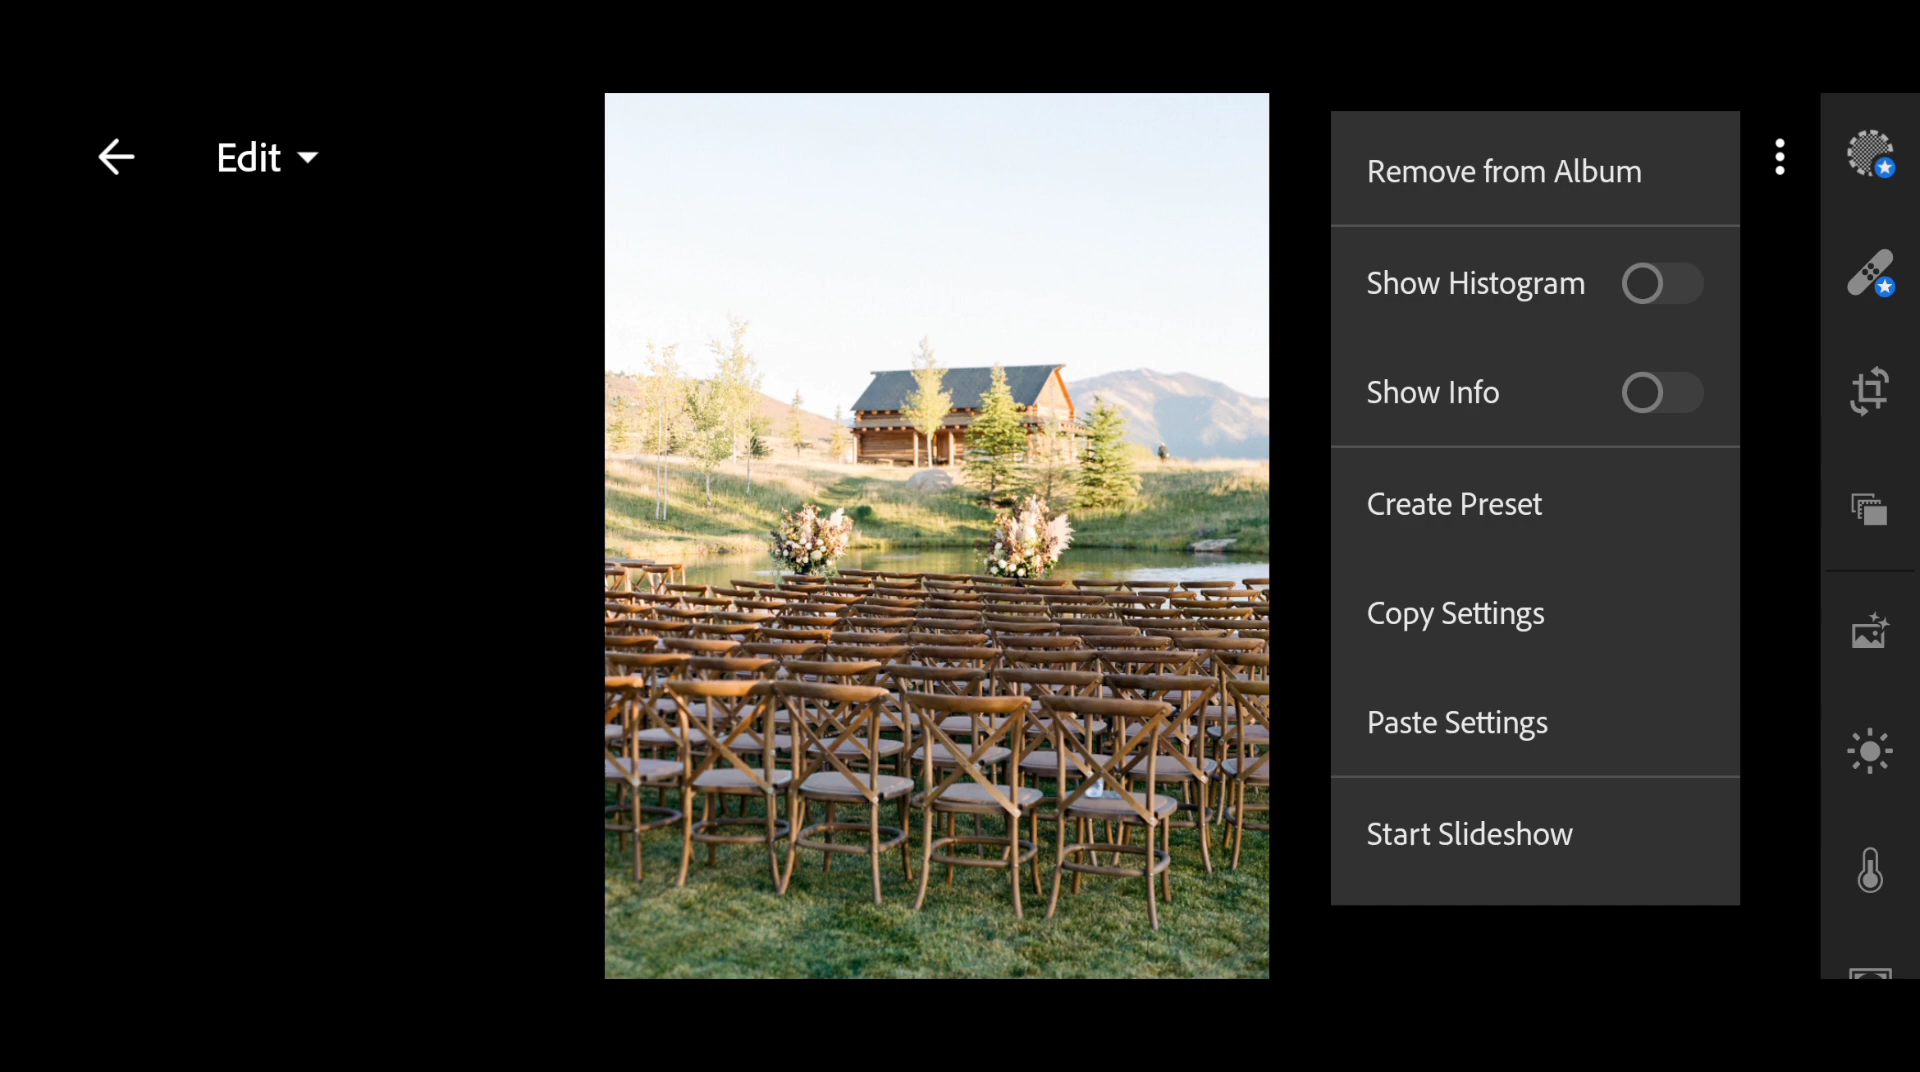 Edit
Remove from Album
Show Histogram
Show Info
Create Preset
Copy Settings
Paste Settings
Start Slideshow